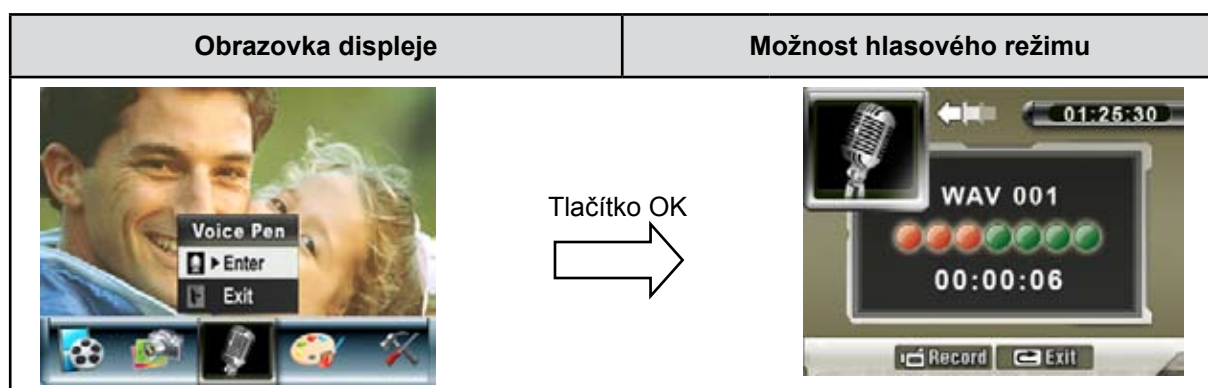 Obrazovka displeje
Možnost hlasového režimu
Voice Pen
Enter
Exit
Tlačítko OK
01:25:30
WAV 001
00:00:06
Record Exit